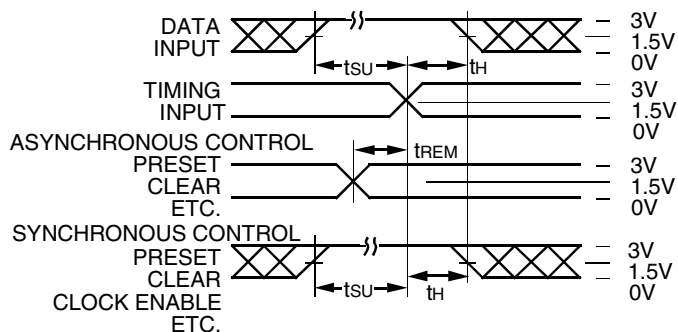 DATA
INPUT
3V
1.5V
0V
tSU
tH
TIMING
INPUT
3V
1.5V
0V
ASYNCHRONOUS CONTROL
PRESET
CLEAR
ETC.
tREM
3V
1.5V
0V
SYNCHRONOUS CONTROL
PRESET
CLEAR
CLOCK ENABLE
ETC.
tSU
tH
3V
1.5V
0V